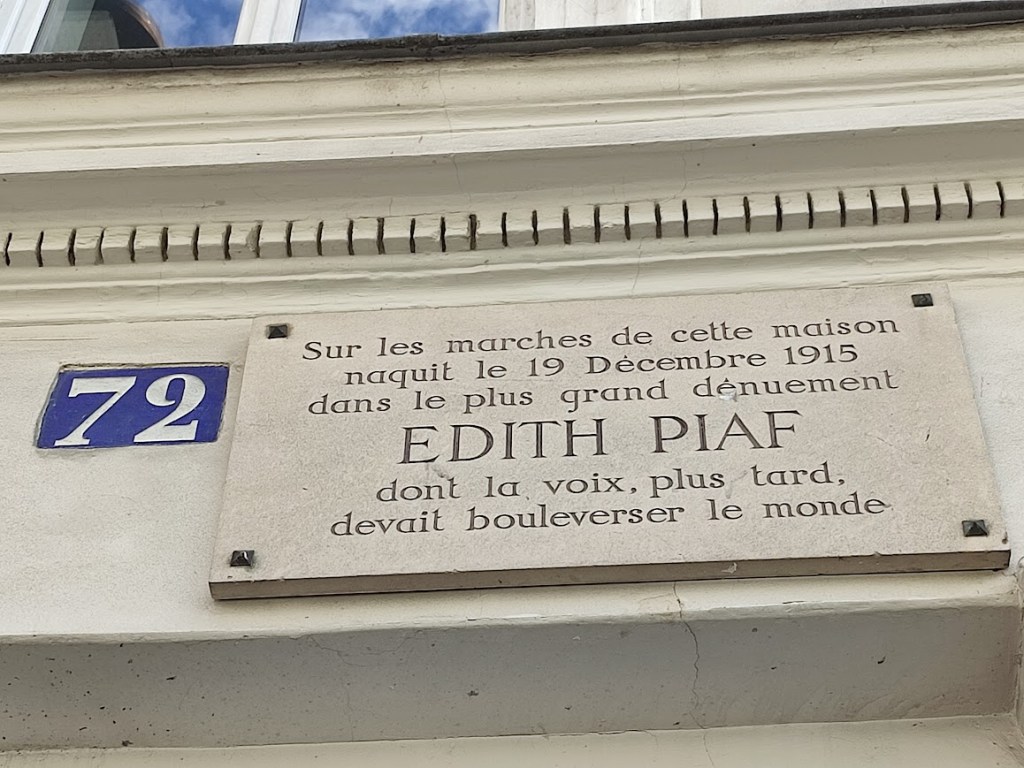 72
Sur les marches de cette maison
naquit le 19 Décembre 1915
dans le plus grand dénuement
EDITH PIAF
dont la voix, plus tard,
devait bouleverser le monde